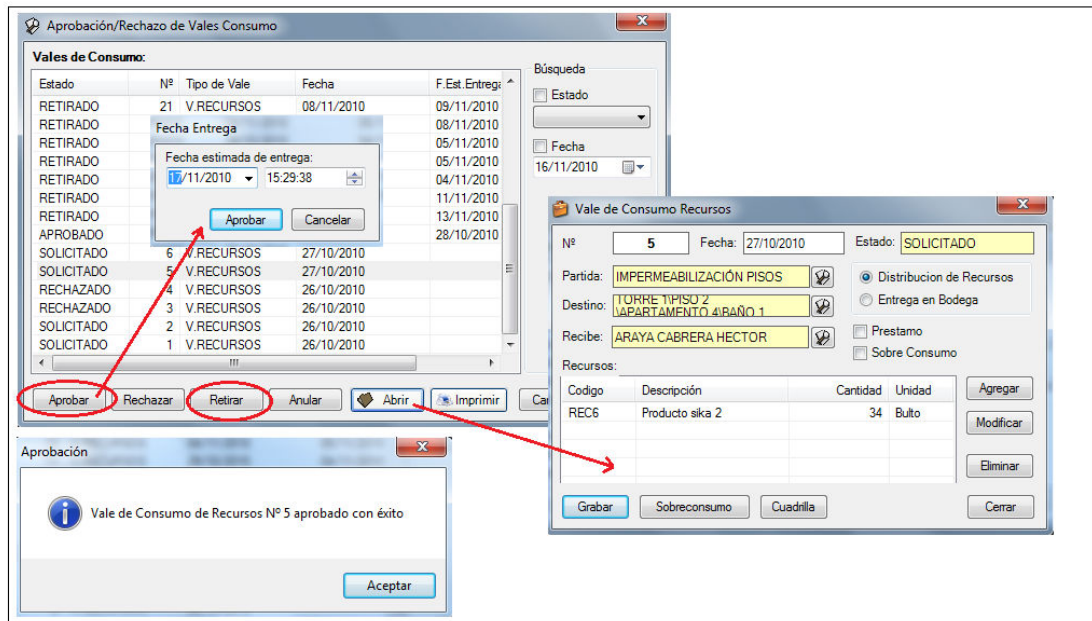 Aprobación/Rechazo de Vales Consumo
Vales de Consumo:
Estado Nº Tipo de Vale Fecha F.Est.Entrega
RETIRADO 21 V.RECURSOS 08/11/2010 09/11/2010
RETIRADO 08/11/2010
RETIRADO 05/11/2010
RETIRADO 05/11/2010
RETIRADO 04/11/2010
RETIRADO 11/11/2010
RETIRADO 13/11/2010
APROBADO 28/10/2010
SOLICITADO 6 V.RECURSOS 27/10/2010
SOLICITADO 5 V.RECURSOS 27/10/2010
RECHAZADO 4 V.RECURSOS 26/10/2010
RECHAZADO 3 V.RECURSOS 26/10/2010
SOLICITADO 2 V.RECURSOS 26/10/2010
SOLICITADO 1 V.RECURSOS 26/10/2010
Búsqueda
Estado
Fecha
16/11/2010
Fecha Entrega
Fecha estimada de entrega:
17/11/2010 15:29:38
Aprobar Cancelar
Aprobar Rechazar Retirar Anular Abrir Imprimir
Vale de Consumo Recursos
Nº 5 Fecha: 27/10/2010 Estado: SOLICITADO
Partida: IMPERMEABILIZACIÓN PISOS
Destino: TORRE 1\PISO 2
\APARTAMENTO 4\BAÑO 1
Recibe: ARAYA CABRERA HECTOR
Distribucion de Recursos
Entrega en Bodega
Prestamo
Sobre Consumo
Recursos:
Codigo Descripción Cantidad Unidad
REC6 Producto sika 2 34 Bulto
Agregar
Modificar
Eliminar
Grabar Sobreconsumo Cuadrilla Cerrar
Aprobación
Vale de Consumo de Recursos Nº 5 aprobado con éxito
Aceptar